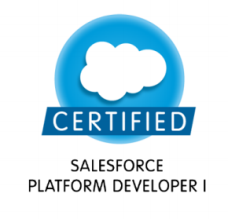 CERTIFIED
SALESFORCE
PLATFORM DEVELOPER I